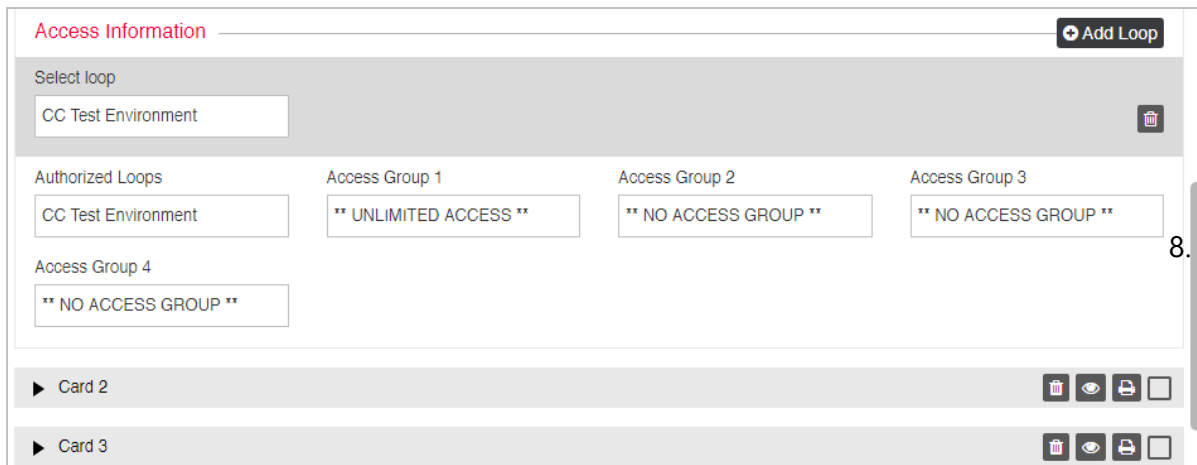 Access Information
Add Loop
Select loop
CC Test Environment
Authorized Loops Access Group 1 Access Group 2 Access Group 3
CC Test Environment ** UNLIMITED ACCESS ** ** NO ACCESS GROUP ** ** NO ACCESS GROUP **
8.
Access Group 4
** NO ACCESS GROUP **
Card 2
Card 3